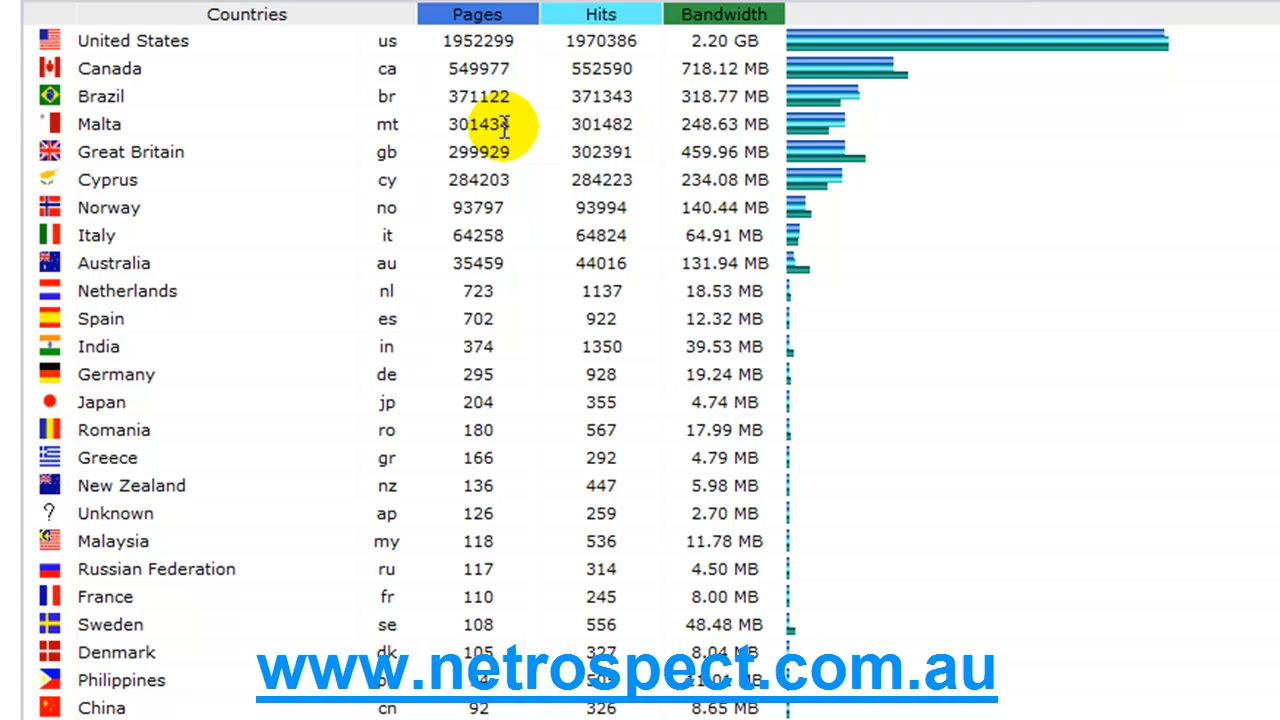 Countries Pages Hits Bandwidth
United States us 1952299 1970386 2.20 GB
Canada ca 549977 552590 718.12 MB
Brazil br 371122 371343 318.77 MB
Malta mt 301434 301482 248.63 MB
Great Britain gb 299929 302391 459.96 MB
Cyprus cy 284203 284223 234.08 MB
Norway no 93797 93994 140.44 MB
Italy it 64258 64824 64.91 MB
Australia au 35459 44016 131.94 MB
Netherlands nl 723 1137 18.53 MB
Spain es 702 922 12.32 MB
India in 374 1350 39.53 MB
Germany de 295 928 19.24 MB
Japan jp 204 355 4.74 MB
Romania ro 180 567 17.99 MB
Greece gr 166 292 4.79 MB
New Zealand nz 136 447 5.98 MB
? Unknown ap 126 259 2.70 MB
Malaysia my 118 536 11.78 MB
Russian Federation ru 117 314 4.50 MB
France fr 110 245 8.00 MB
Sweden se 108 556 48.48 MB
Denmark dk 105 327 8.04 MB
www.netrospect.com.au
Philippines MB
China cn 92 326 8.65 MB